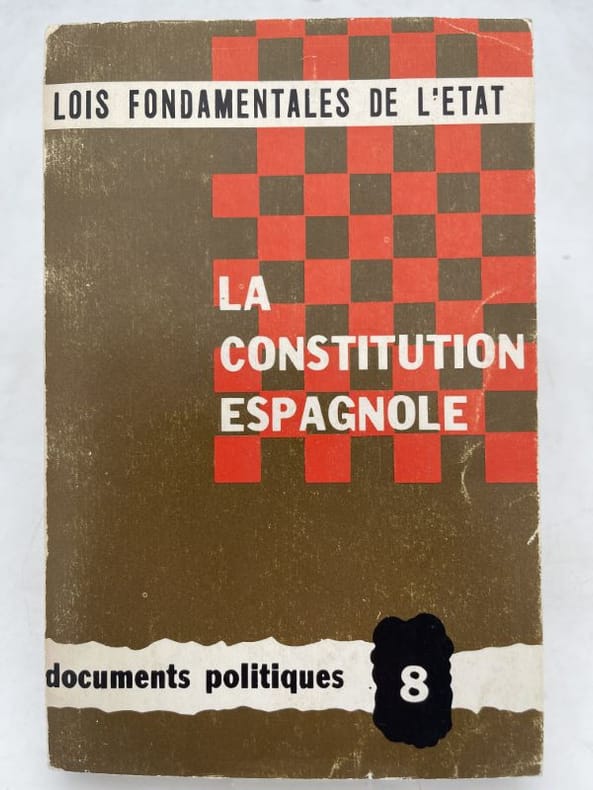 LOIS FONDAMENTALES DE L'ETAT
LA
CONSTITUTION
ESPAGNOLE
documents politiques 8